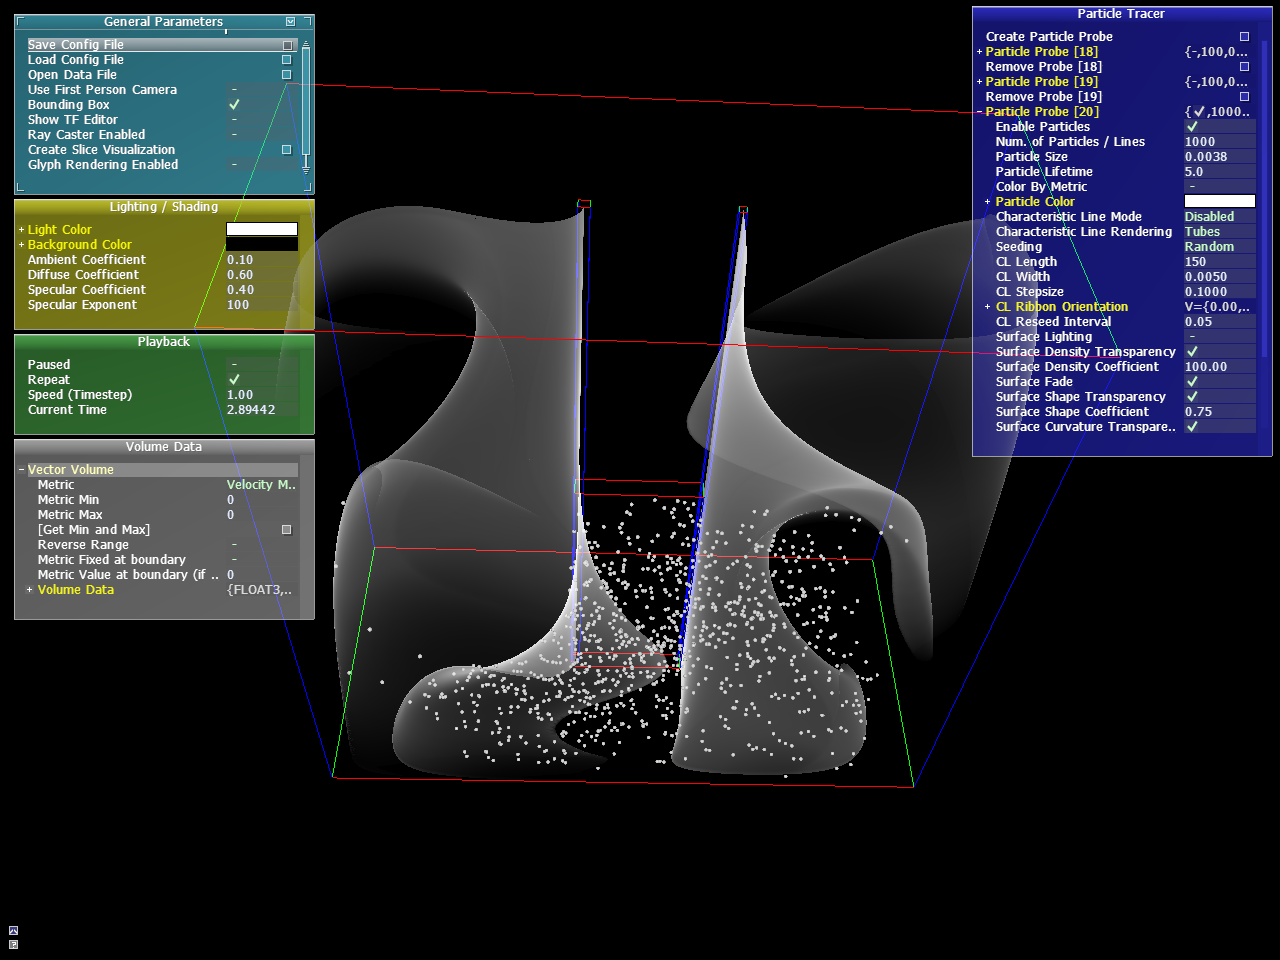 General Parameters
Save Config File
Load Config File
Open Data File
Use First Person Camera -
Bounding Box
Show TF Editor -
Ray Caster Enabled -
Create Slice Visualization
Glyph Rendering Enabled -
Lighting / Shading
+ Light Color
+ Background Color
Ambient Coefficient 0.10
Diffuse Coefficient 0.60
Specular Coefficient 0.40
Specular Exponent 100
Playback
Paused -
Repeat
Speed (Timestep) 1.00
Current Time 2.89442
Volume Data
- Vector Volume
Metric Velocity M..
Metric Min 0
Metric Max 0
[Get Min and Max]
Reverse Range -
Metric Fixed at boundary -
Metric Value at boundary (if .. 0
+ Volume Data {FLOAT3,..
Particle Tracer
Create Particle Probe
+ Particle Probe [18] {-,100,0...
Remove Probe [18]
+ Particle Probe [19] {-,100,0...
Remove Probe [19]
- Particle Probe [20] {✓,1000..
Enable Particles
Num. of Particles / Lines 1000
Particle Size 0.0038
Particle Lifetime 5.0
Color By Metric -
+ Particle Color
Characteristic Line Mode Disabled
Characteristic Line Rendering Tubes
Seeding Random
CL Length 150
CL Width 0.0050
CL Stepsize 0.1000
+ CL Ribbon Orientation V={0.00,..
CL Reseed Interval 0.05
Surface Lighting -
Surface Density Transparency
Surface Density Coefficient 100.00
Surface Fade
Surface Shape Transparency
Surface Shape Coefficient 0.75
Surface Curvature Transpare..
?